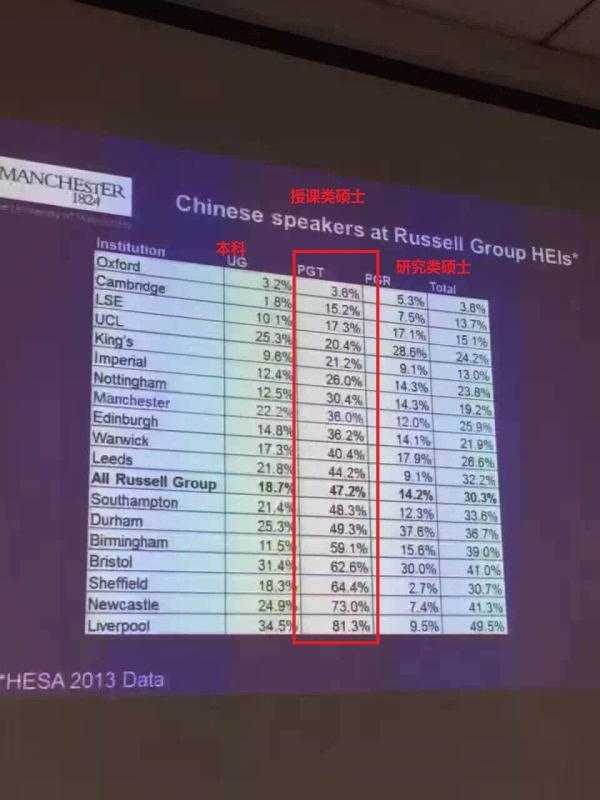 MANCHESTER
1824
The University of Manchester
授课类硕士
Chinese speakers at Russell Group HEIs*
本科
研究类硕士
Institution UG PGT PGR Total
Oxford 3.2% 3.6% 5.3% 3.6%
Cambridge 1.8% 15.2% 7.5% 13.7%
LSE 10.1% 17.3% 17.1% 15.1%
UCL 25.3% 20.4% 28.6% 24.2%
King's 9.6% 21.2% 9.1% 13.0%
Imperial 12.4% 26.0% 14.3% 23.8%
Nottingham 12.5% 30.4% 14.3% 19.2%
Manchester 22.2% 36.0% 12.0% 25.9%
Edinburgh 14.8% 36.2% 14.1% 21.9%
Warwick 17.3% 40.4% 17.9% 26.6%
Leeds 21.8% 44.2% 9.1% 32.2%
All Russell Group 18.7% 47.2% 14.2% 30.3%
Southampton 21.4% 48.3% 12.3% 33.6%
Durham 25.3% 49.3% 37.6% 36.7%
Birmingham 11.5% 59.1% 15.6% 39.0%
Bristol 31.4% 62.6% 30.0% 41.0%
Sheffield 18.3% 64.4% 2.7% 30.7%
Newcastle 24.9% 73.0% 7.4% 41.3%
Liverpool 34.5% 81.3% 9.5% 49.5%
*HESA 2013 Data